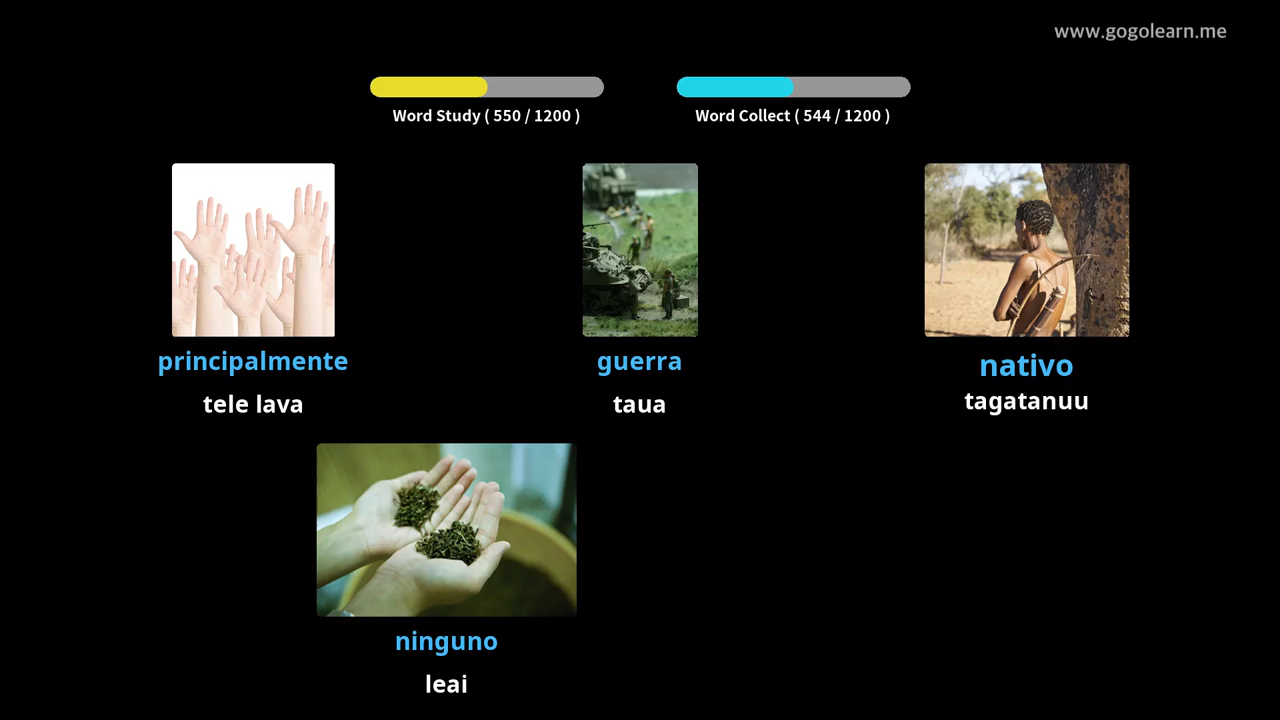 www.gogolearn.me
Word Study ( 550 / 1200 )
Word Collect ( 544 / 1200 )
principalmente
tele lava
guerra
taua
nativo
tagatanuu
ninguno
leai